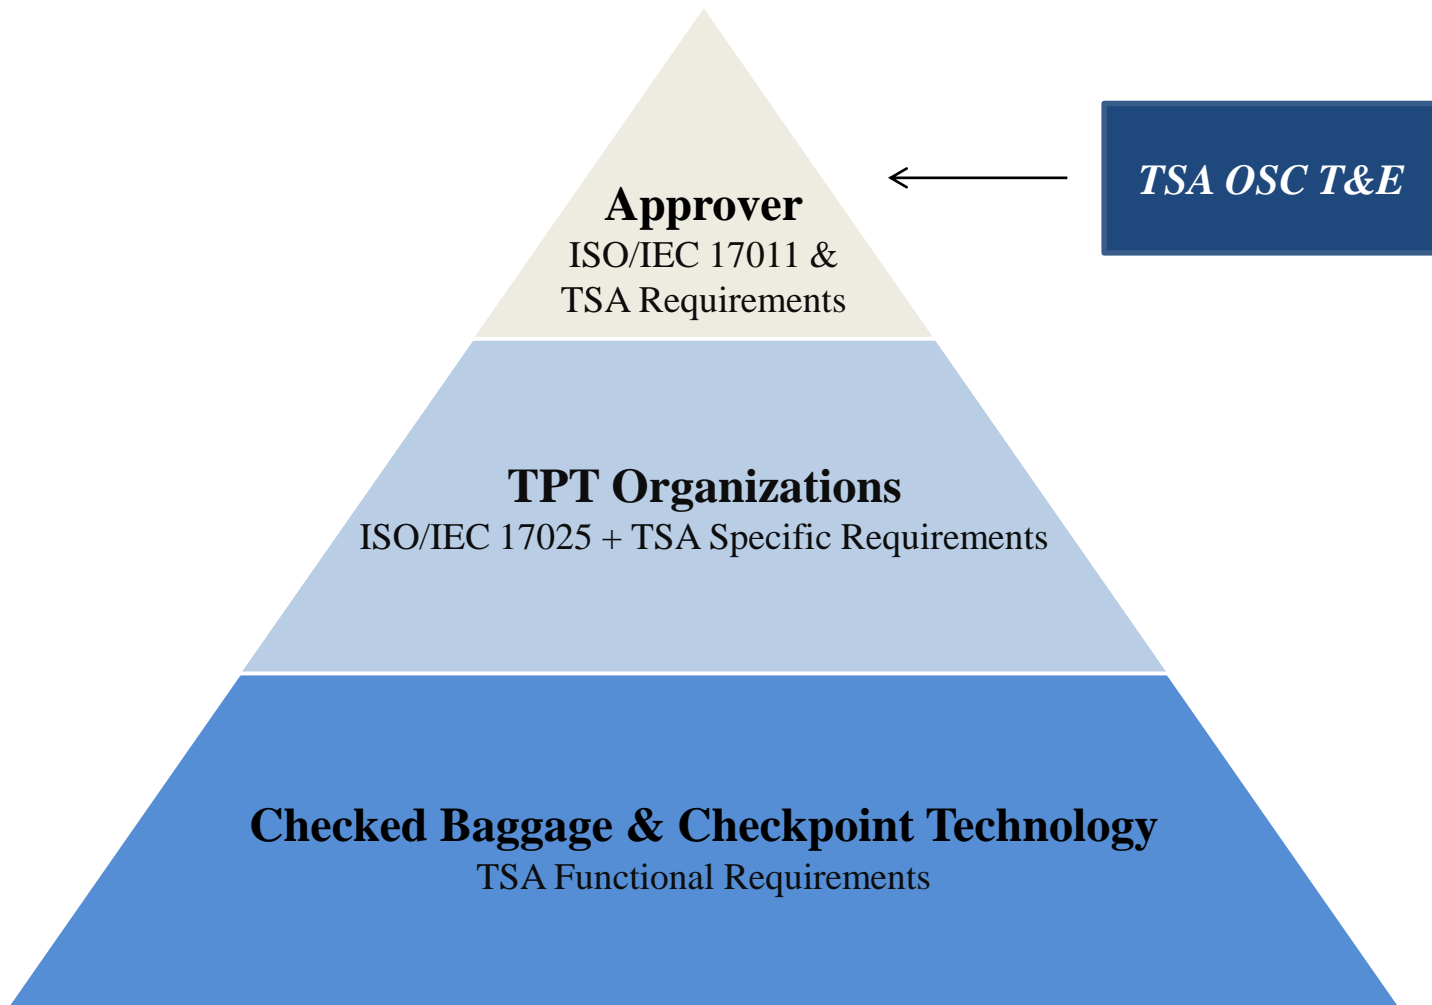 TSA OSC T&E
Approver
ISO/IEC 17011 &
TSA Requirements
TPT Organizations
ISO/IEC 17025 + TSA Specific Requirements
Checked Baggage & Checkpoint Technology
TSA Functional Requirements